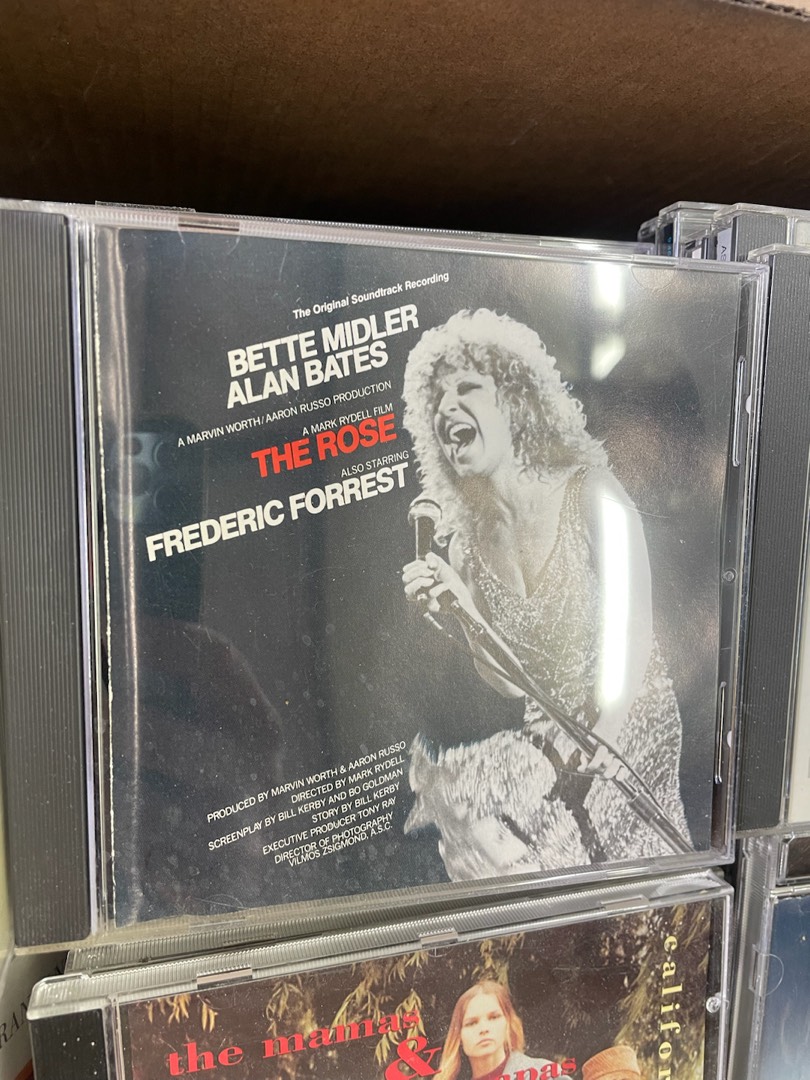 The Original Soundtrack Recording
BETTE MIDLER
ALAN BATES
A MARVIN WORTH/AARON RUSSO PRODUCTION
A MARK RYDELL FILM
THE ROSE
ALSO STARRING
FREDERIC FORREST
PRODUCED BY MARVIN WORTH & AARON RUSSO
DIRECTED BY MARK RYDELL
SCREENPLAY BY BILL KERBY AND BO GOLDMAN
STORY BY BILL KERBY
EXECUTIVE PRODUCER TONY RAY
DIRECTOR OF PHOTOGRAPHY
VILMOS ZSIGMOND, A.S.C.
the mamas
&
apas
califor